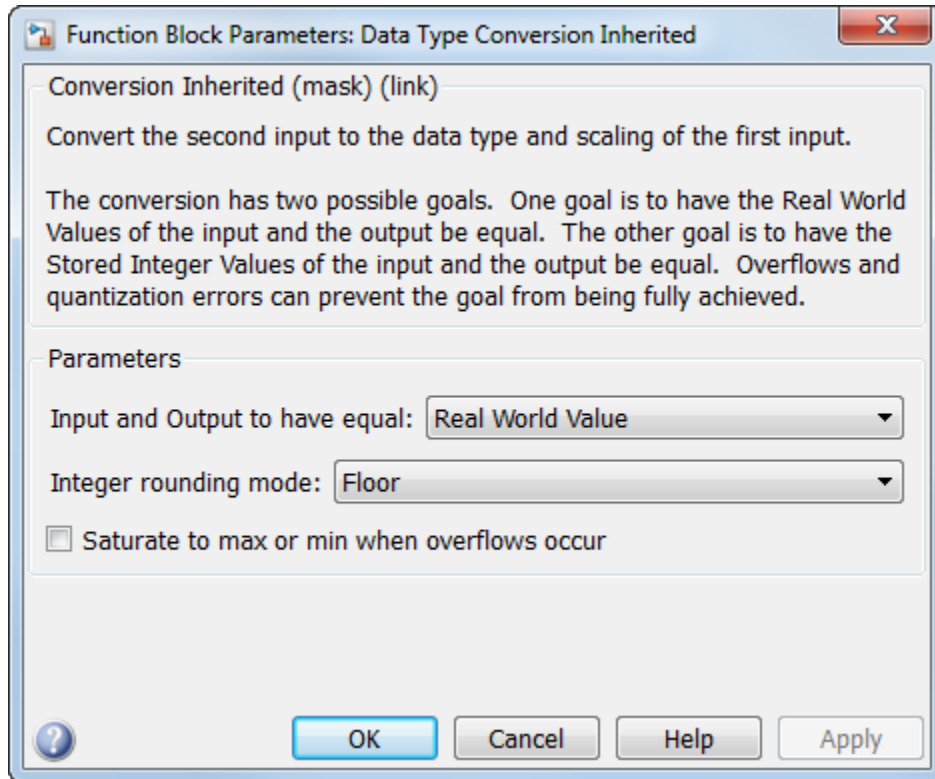 Function Block Parameters: Data Type Conversion Inherited
Conversion Inherited (mask) (link)
Convert the second input to the data type and scaling of the first input.
The conversion has two possible goals.  One goal is to have the Real World
Values of the input and the output be equal.  The other goal is to have the
Stored Integer Values of the input and the output be equal.  Overflows and
quantization errors can prevent the goal from being fully achieved.
Parameters
Input and Output to have equal: Real World Value
Integer rounding mode: Floor
Saturate to max or min when overflows occur
? OK Cancel Help Apply